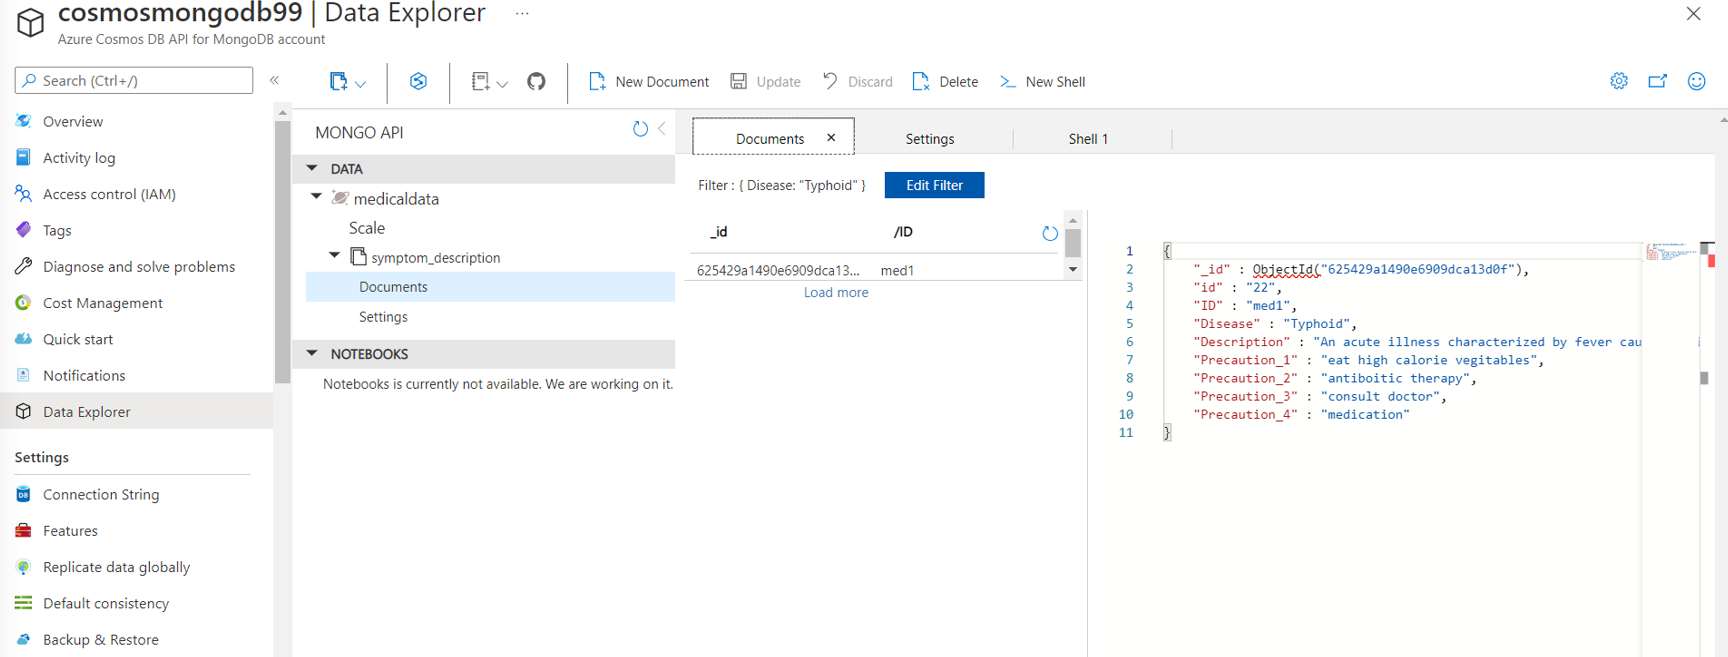 cosmosmongodb99 | Data Explorer ...
Azure Cosmos DB API for MongoDB account
Search (Ctrl+/)
Overview
Activity log
Access control (IAM)
Tags
Diagnose and solve problems
Cost Management
Quick start
Notifications
Data Explorer
Settings
Connection String
Features
Replicate data globally
Default consistency
Backup & Restore
New Document
Update
Discard
Delete
New Shell
MONGO API
DATA
medicaldata
Scale
symptom_description
Documents
Settings
NOTEBOOKS
Notebooks is currently not available. We are working on it.
Documents
Settings
Shell 1
Filter : { Disease: "Typhoid" }
Edit Filter
_id /ID
625429a1490e6909dca13... med1
Load more
1 {
2 "_id" : ObjectId("625429a1490e6909dca13d0f"),
3 "id" : "22",
4 "ID" : "med1",
5 "Disease" : "Typhoid",
6 "Description" : "An acute illness characterized by fever cau
7 "Precaution_1" : "eat high calorie vegitables",
8 "Precaution_2" : "antiboitic therapy",
9 "Precaution_3" : "consult doctor",
10 "Precaution_4" : "medication"
11 }